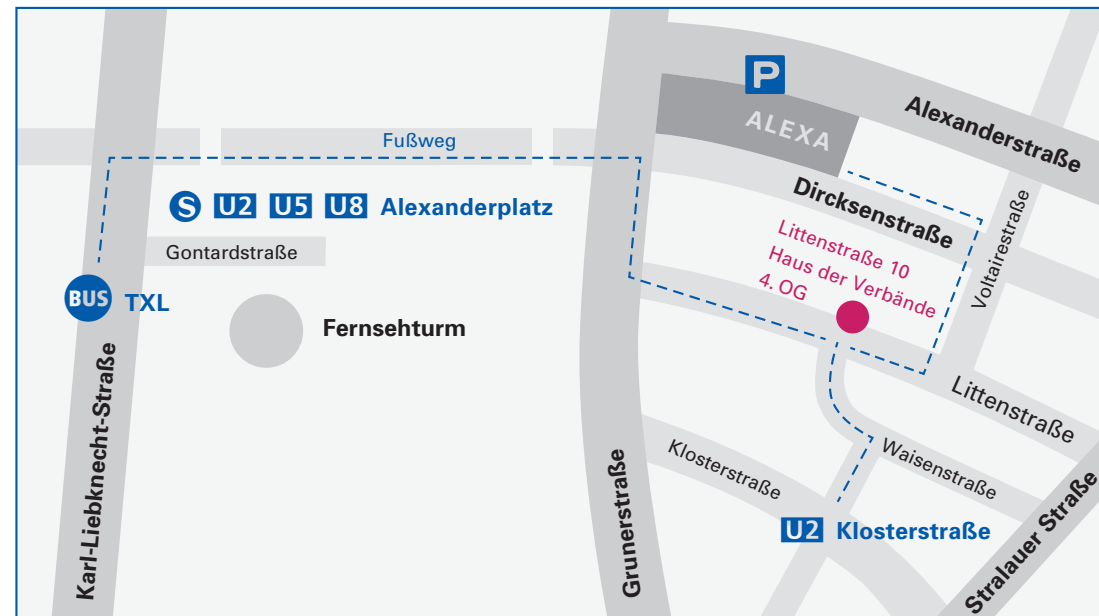 P
ALEXA
Alexanderstraße
Fußweg
Dircksenstraße
S U2 U5 U8 Alexanderplatz
Littenstraße 10
Haus der Verbände
4. OG
Voltairestraße
Gontardstraße
BUS TXL
Fernsehturm
Karl-Liebknecht-Straße
Littenstraße
Klosterstraße
Waisenstraße
Grunerstraße
U2 Klosterstraße
Stralauer Straße